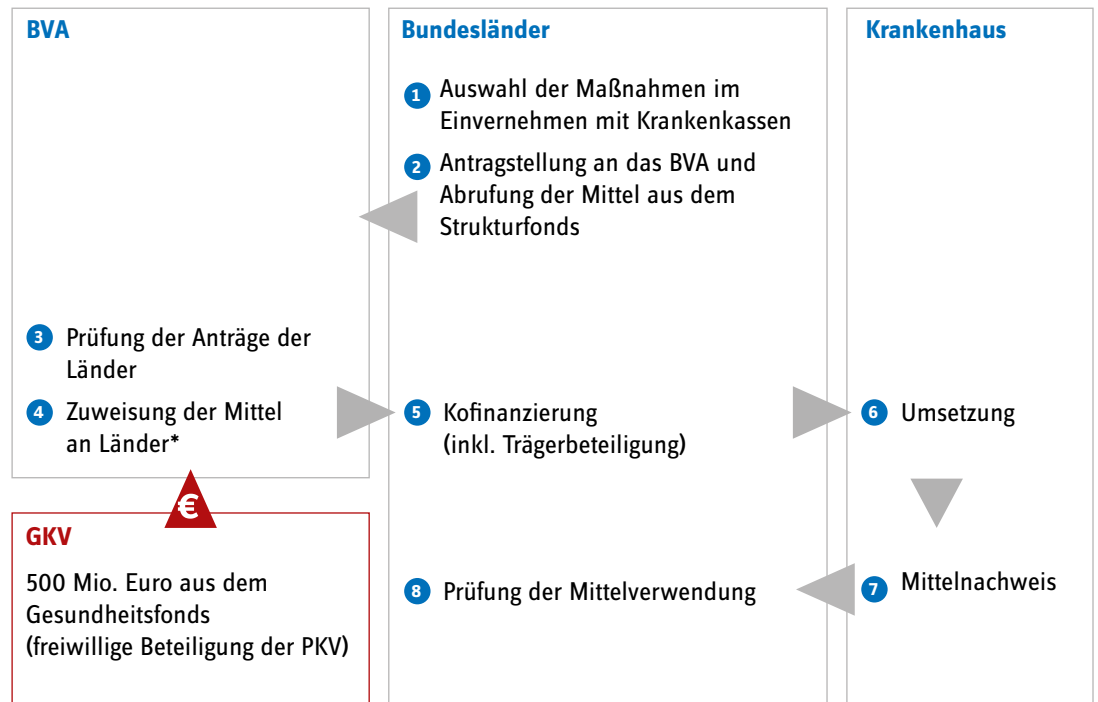 BVA
Bundesländer
Krankenhaus
1 Auswahl der Maßnahmen im
Einvernehmen mit Krankenkassen
2 Antragstellung an das BVA und
Abrufung der Mittel aus dem
Strukturfonds
3 Prüfung der Anträge der
Länder
4 Zuweisung der Mittel
an Länder*
5 Kofinanzierung
(inkl. Trägerbeteiligung)
6 Umsetzung
€
GKV
500 Mio. Euro aus dem
Gesundheitsfonds
(freiwillige Beteiligung der PKV)
7 Mittelnachweis
8 Prüfung der Mittelverwendung